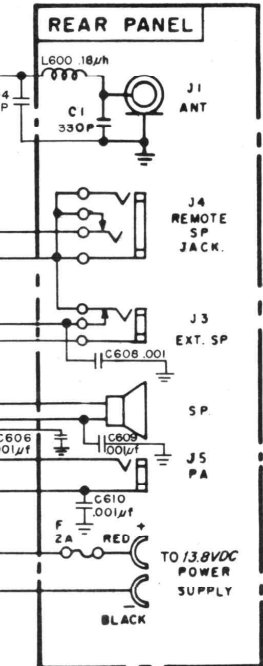 REAR PANEL
L600 .18μh
J1
ANT
C1
330P
4
P
J4
REMOTE
SP
JACK.
J3
EXT. SP
C608 .001
SP
C606
001μf
C609
001μf
J5
PA
C610
.001μf
F
2A
RED
+
TO 13.8VDC
POWER
SUPPLY
−
BLACK